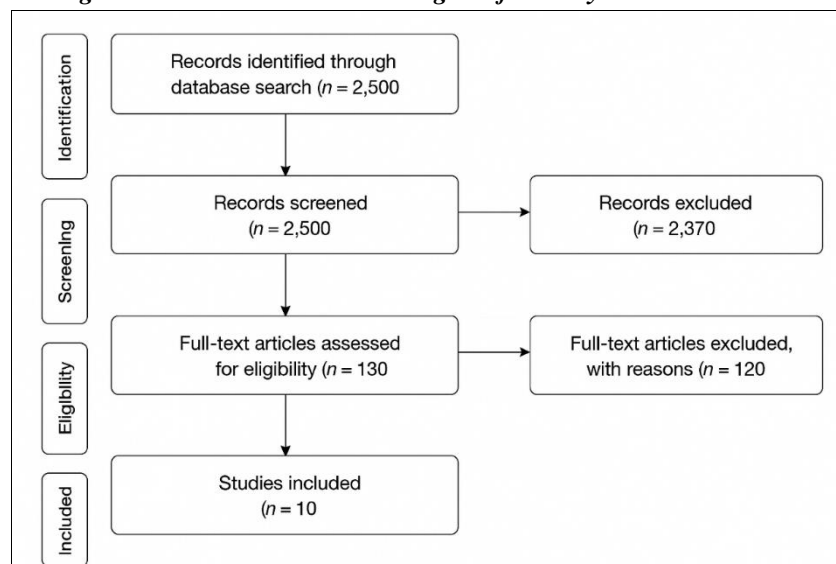 Identification
Records identified through
database search (n = 2,500
Screening
Records screened
(n = 2,500
Records excluded
(n = 2,370
Eligibility
Full-text articles assessed
for eligibility (n = 130
Full-text articles excluded,
with reasons (n = 120
Included
Studies included
(n = 10